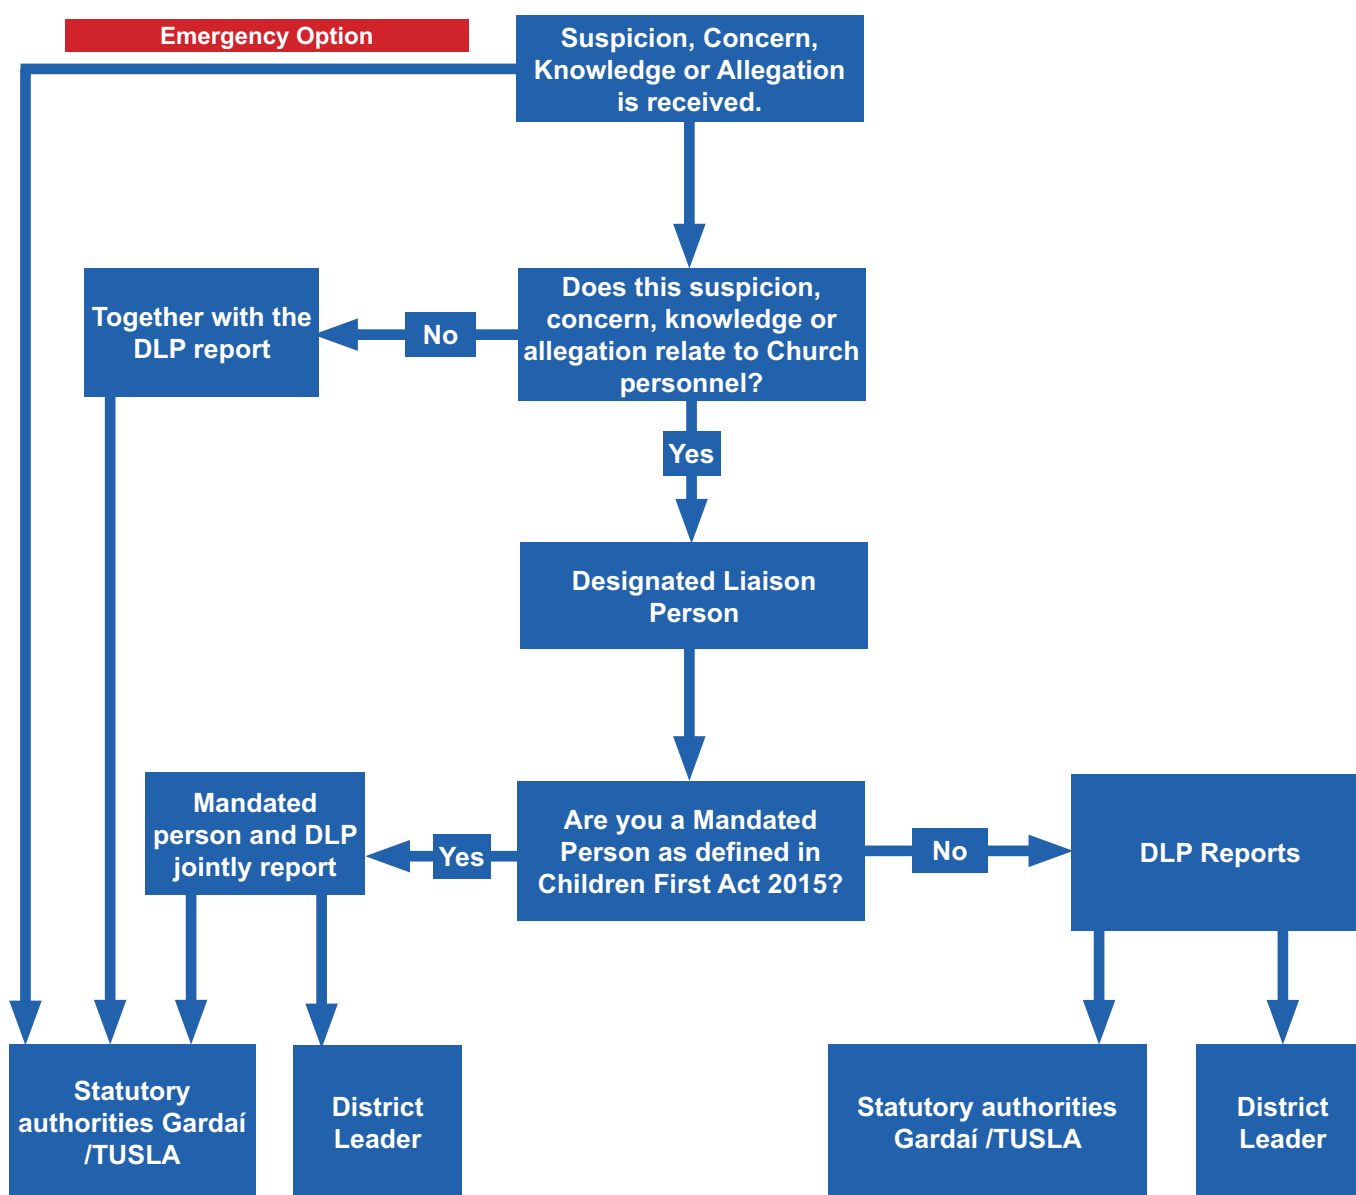 Emergency Option
Suspicion, Concern,
Knowledge or Allegation
is received.
Together with the
DLP report
No
Does this suspicion,
concern, knowledge or
allegation relate to Church
personnel?
Yes
Designated Liaison
Person
Mandated
person and DLP
jointly report
Yes
Are you a Mandated
Person as defined in
Children First Act 2015?
No
DLP Reports
Statutory
authorities Gardaí
/TUSLA
District
Leader
Statutory authorities
Gardaí /TUSLA
District
Leader